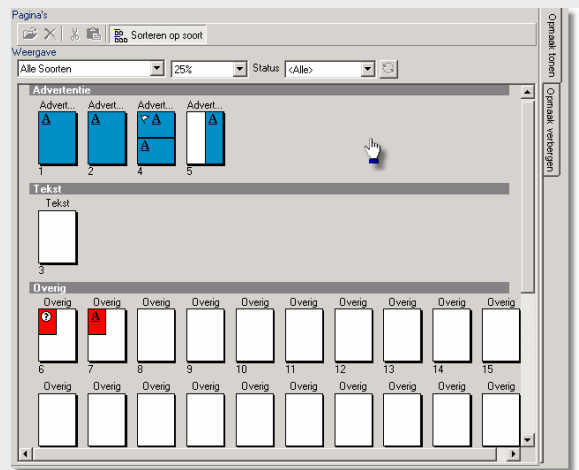 Pagina's
Sorteren op soort
Weergave
Alle Soorten 25% Status <Alle>
Advertentie
Advert... Advert... Advert... Advert...
A A A A
A
1 2 4 5
Tekst
Tekst
3
Overig
Overig Overig Overig Overig Overig Overig Overig Overig Overig Overig
? A
6 7 8 9 10 11 12 13 14 15
Overig Overig Overig Overig Overig Overig Overig Overig Overig Overig
Opmaak tonen
Opmaak verbergen